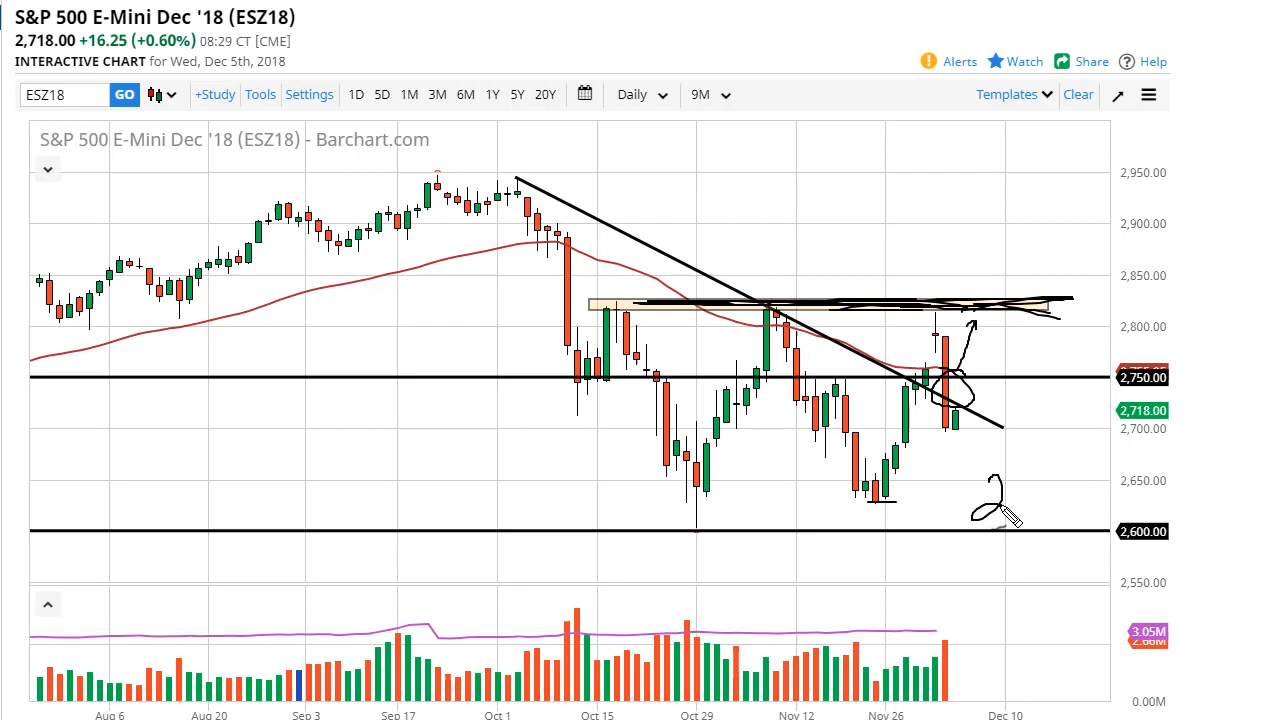 S&P 500 E-Mini Dec '18 (ESZ18)
2,718.00 +16.25 (+0.60%) 08:29 CT [CME]
INTERACTIVE CHART for Wed, Dec 5th, 2018
Alerts Watch Share Help
ESZ18 GO +Study Tools Settings 1D 5D 1M 3M 6M 1Y 5Y 20Y Daily 9M Templates Clear
S&P 500 E-Mini Dec '18 (ESZ18) - Barchart.com
2,950.00
2,900.00
2,850.00
2,800.00
2,750.00
2,718.00
2,700.00
2,650.00
2,600.00
2,550.00
3.05M
0.00M
Aug 6 Aug 20 Sep 3 Sep 17 Oct 1 Oct 15 Oct 29 Nov 12 Nov 26 Dec 10